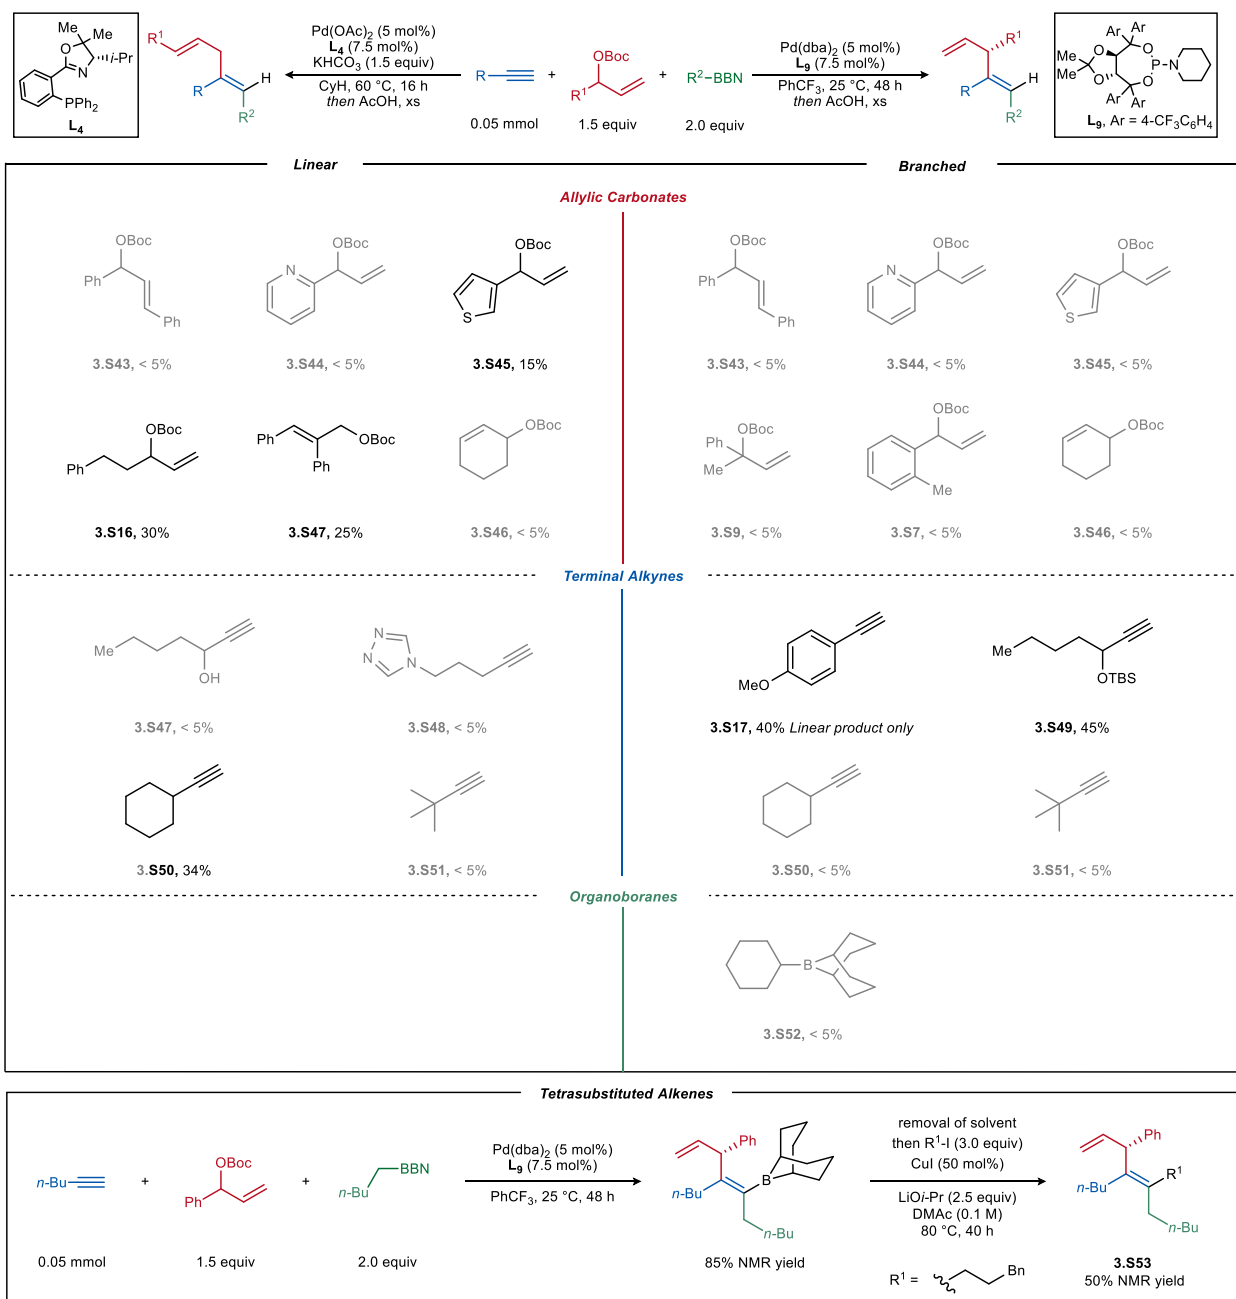 Me Me
O
N
i-Pr
PPh2
L4
R1
R
H
R2
Pd(OAc)2 (5 mol%)
L4 (7.5 mol%)
KHCO3 (1.5 equiv)
CyH, 60 °C, 16 h
then AcOH, xs
R
0.05 mmol
+
OBoc
R1
1.5 equiv
+
R2–BBN
2.0 equiv
Pd(dba)2 (5 mol%)
L9 (7.5 mol%)
PhCF3, 25 °C, 48 h
then AcOH, xs
R1
R
H
R2
Ar Ar
Me O O
P–N
Me O O
Ar Ar
L9, Ar = 4-CF3C6H4
Linear
Branched
Allylic Carbonates
OBoc
Ph
Ph
OBoc
N
OBoc
S
OBoc
Ph
Ph
OBoc
N
OBoc
S
3.S43, < 5%
3.S44, < 5%
3.S45, 15%
3.S43, < 5%
3.S44, < 5%
3.S45, < 5%
OBoc
Ph
Ph
OBoc
Ph
OBoc
Ph OBoc
Me
OBoc
Me
OBoc
3.S16, 30%
3.S47, 25%
3.S46, < 5%
3.S9, < 5%
3.S7, < 5%
3.S46, < 5%
Terminal Alkynes
Me
OH
N
N
N
MeO
Me
OTBS
3.S47, < 5%
3.S48, < 5%
3.S17, 40% Linear product only
3.S49, 45%
3.S50, 34%
3.S51, < 5%
3.S50, < 5%
3.S51, < 5%
Organoboranes
B
3.S52, < 5%
Tetrasubstituted Alkenes
n-Bu
0.05 mmol
+
OBoc
Ph
1.5 equiv
+
BBN
n-Bu
2.0 equiv
Pd(dba)2 (5 mol%)
L9 (7.5 mol%)
PhCF3, 25 °C, 48 h
Ph
B
n-Bu
n-Bu
85% NMR yield
removal of solvent
then R1-I (3.0 equiv)
CuI (50 mol%)
LiOi-Pr (2.5 equiv)
DMAc (0.1 M)
80 °C, 40 h
R1 =
Bn
Ph
R1
n-Bu
n-Bu
3.S53
50% NMR yield